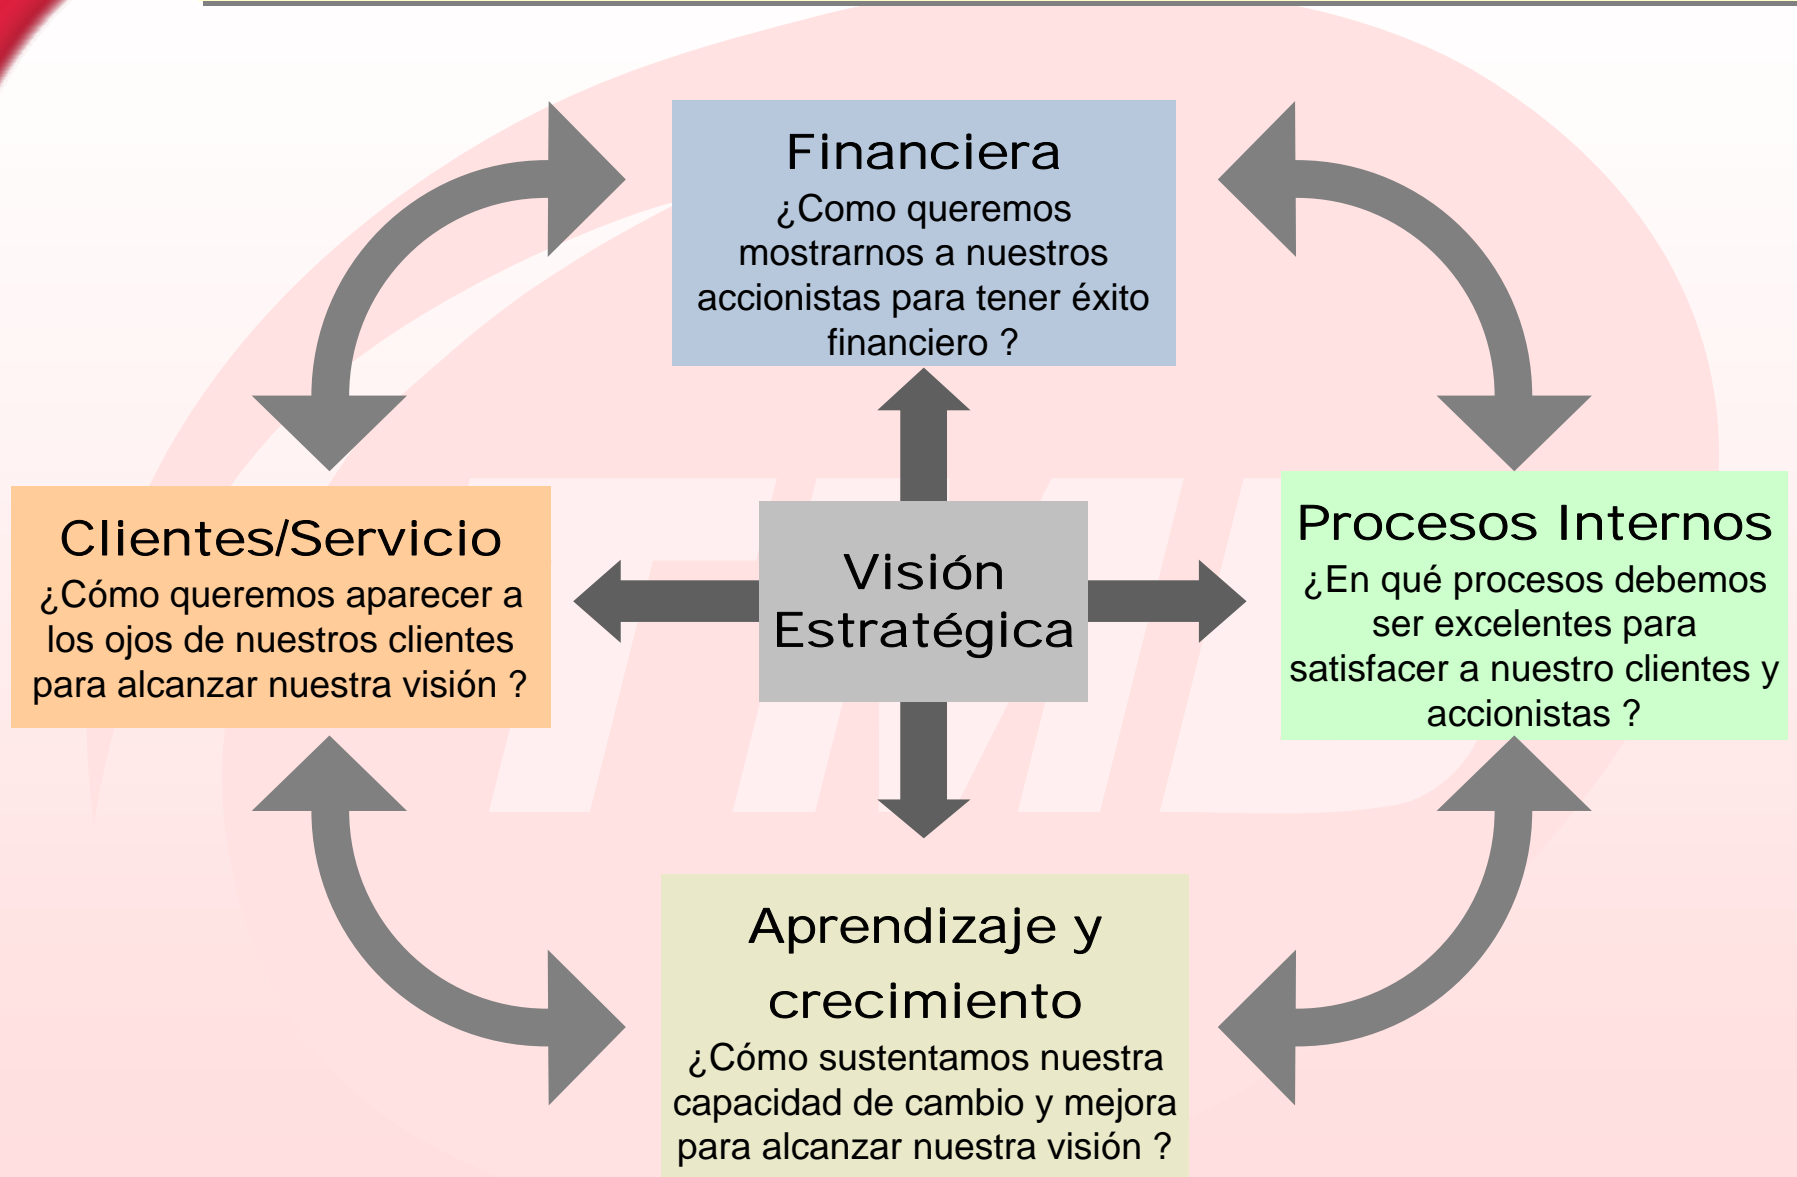 Financiera
¿Como queremos
mostrarnos a nuestros
accionistas para tener éxito
financiero ?
Clientes/Servicio
¿Cómo queremos aparecer a
los ojos de nuestros clientes
para alcanzar nuestra visión ?
Visión
Estratégica
Procesos Internos
¿En qué procesos debemos
ser excelentes para
satisfacer a nuestro clientes y
accionistas ?
Aprendizaje y
crecimiento
¿Cómo sustentamos nuestra
capacidad de cambio y mejora
para alcanzar nuestra visión ?
TMD